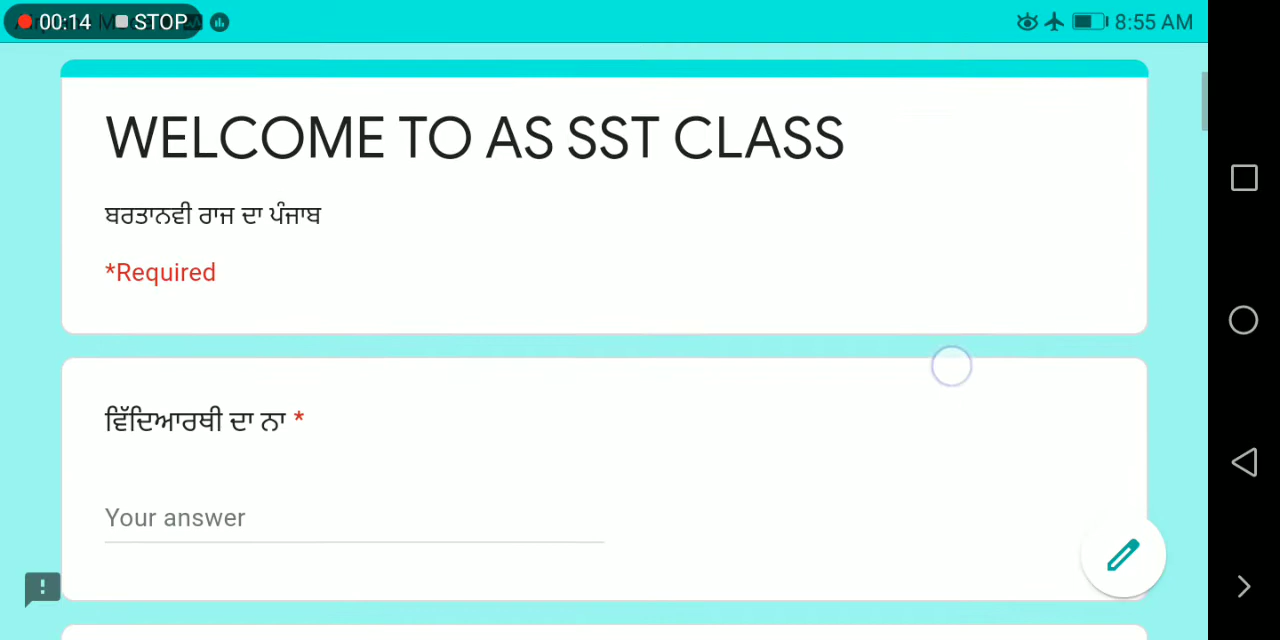 00:14 STOP
8:55 AM
WELCOME TO AS SST CLASS
ਬਰਤਾਨਵੀ ਰਾਜ ਦਾ ਪੰਜਾਬ
*Required
ਵਿੱਦਿਆਰਥੀ ਦਾ ਨਾ *
Your answer